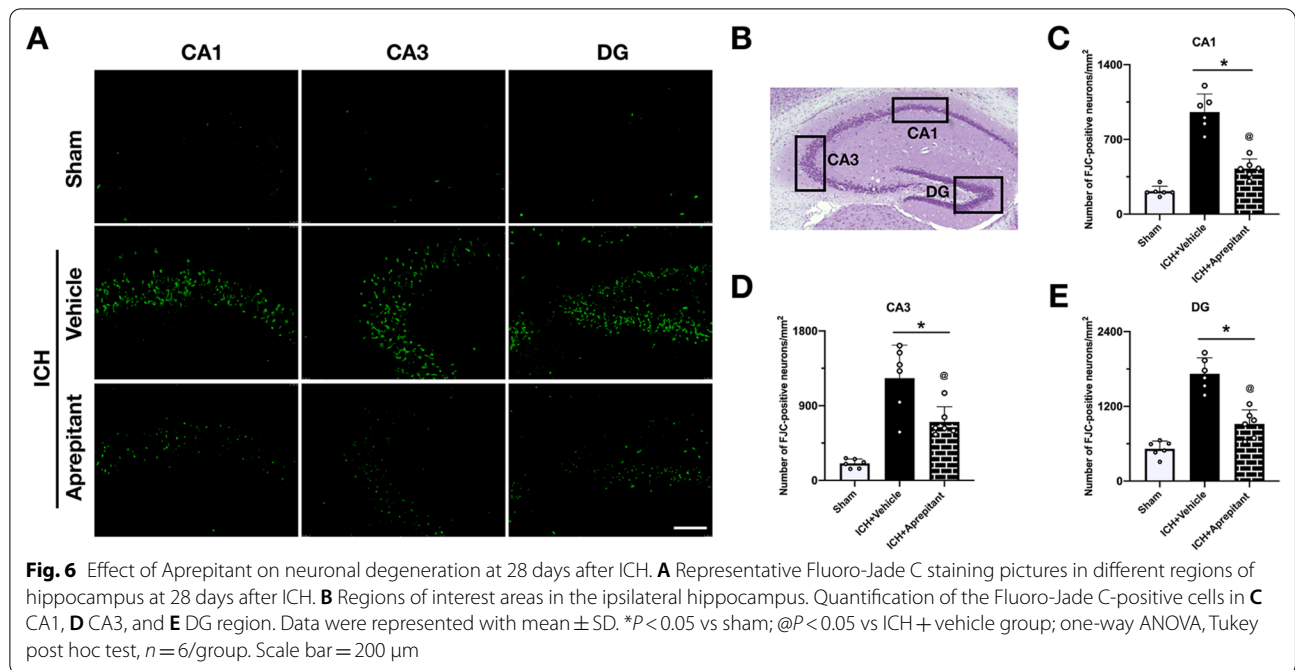 A
CA1
CA3
DG
Sham
ICH
Vehicle
Aprepitant
B
CA1
CA3
DG
C
CA1
Number of FJC-positive neurons/mm²
1400
700
0
*
@
Sham
ICH+Vehicle
ICH+Aprepitant
D
CA3
Number of FJC-positive neurons/mm²
1800
900
0
*
@
Sham
ICH+Vehicle
ICH+Aprepitant
E
DG
Number of FJC-positive neurons/mm²
2400
1200
0
*
@
Sham
ICH+Vehicle
ICH+Aprepitant
Fig. 6 Effect of Aprepitant on neuronal degeneration at 28 days after ICH. A Representative Fluoro-Jade C staining pictures in different regions of
hippocampus at 28 days after ICH. B Regions of interest areas in the ipsilateral hippocampus. Quantification of the Fluoro-Jade C-positive cells in C
CA1, D CA3, and E DG region. Data were represented with mean ± SD. *P < 0.05 vs sham; @P < 0.05 vs ICH + vehicle group; one-way ANOVA, Tukey
post hoc test, n = 6/group. Scale bar = 200 μm